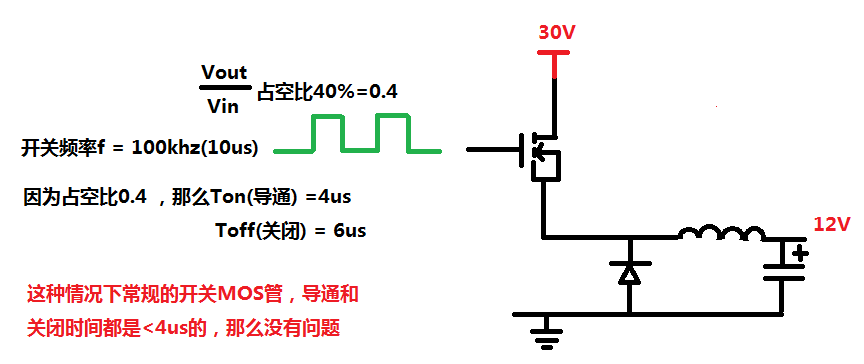 30V
Vout
占空比40%=0.4
Vin
开关频率f = 100khz(10us)
因为占空比0.4 ，那么Ton(导通) =4us
Toff(关闭) = 6us
12V
+
这种情况下常规的开关MOS管，导通和
关闭时间都是<4us的，那么没有问题